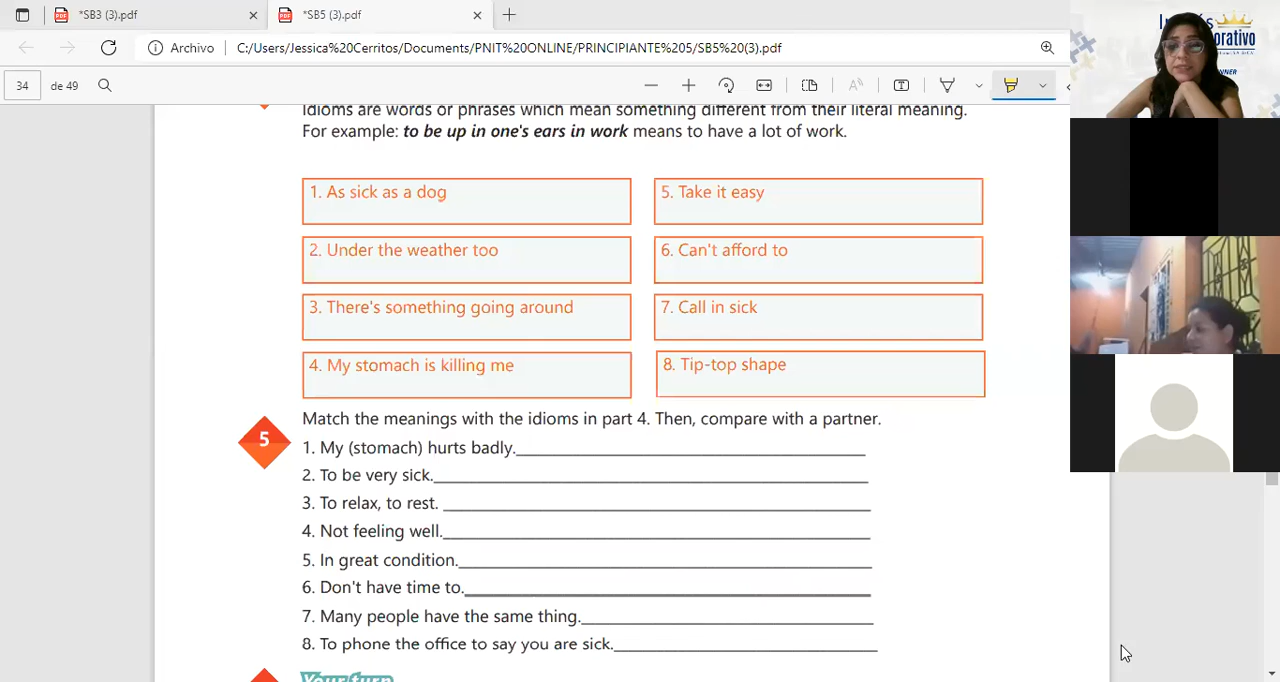 *SB3 (3).pdf
*SB5 (3).pdf
Archivo
C:/Users/Jessica%20Cerritos/Documents/PNIT%20ONLINE/PRINCIPIANTE%205/SB5%20(3).pdf
34
de 49
Idioms are words or phrases which mean something different from their literal meaning.
For example: to be up in one's ears in work means to have a lot of work.
1. As sick as a dog
5. Take it easy
2. Under the weather too
6. Can't afford to
3. There's something going around
7. Call in sick
4. My stomach is killing me
8. Tip-top shape
5
Match the meanings with the idioms in part 4. Then, compare with a partner.
1. My (stomach) hurts badly.
2. To be very sick.
3. To relax, to rest.
4. Not feeling well.
5. In great condition.
6. Don't have time to.
7. Many people have the same thing.
8. To phone the office to say you are sick.
Your turn